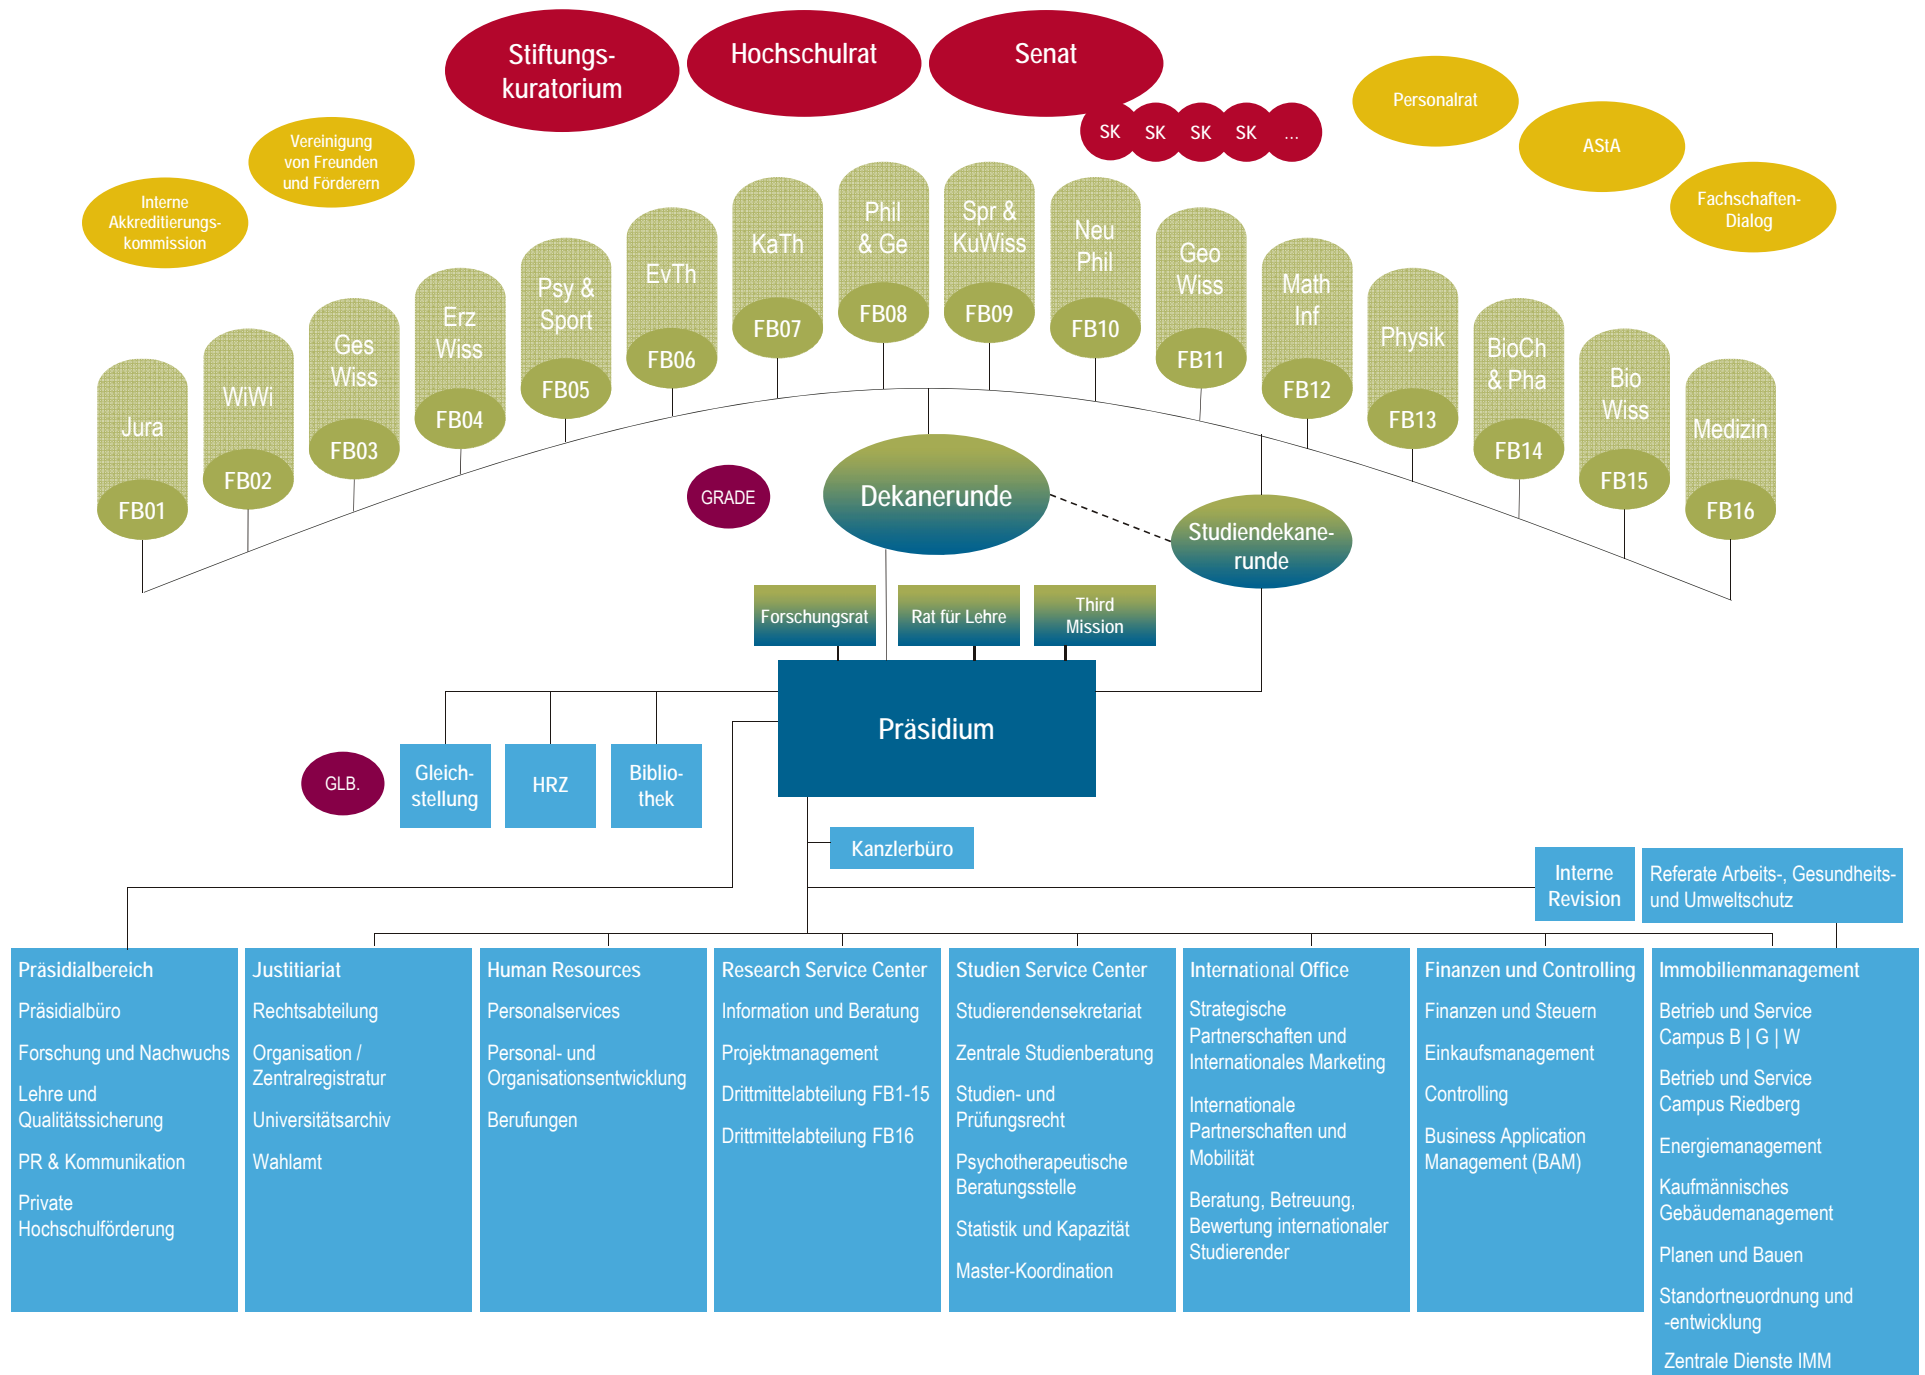 Stiftungs-
kuratorium
Hochschulrat
Senat
SK
SK
SK
SK
...
Personalrat
AStA
Fachschaften-
Dialog
Vereinigung
von Freunden
und Förderern
Interne
Akkreditierungs-
kommission
Jura
FB01
WiWi
FB02
Ges
Wiss
FB03
Erz
Wiss
FB04
Psy &
Sport
FB05
EvTh
FB06
KaTh
FB07
Phil
& Ge
FB08
Spr &
KuWiss
FB09
Neu
Phil
FB10
Geo
Wiss
FB11
Math
Inf
FB12
Physik
FB13
BioCh
& Pha
FB14
Bio
Wiss
FB15
Medizin
FB16
GRADE
Dekanerunde
Studiendekane-
runde
Forschungsrat
Rat für Lehre
Third
Mission
Präsidium
GLB.
Gleich-
stellung
HRZ
Biblio-
thek
Kanzlerbüro
Interne
Revision
Referate Arbeits-, Gesundheits-
und Umweltschutz
Präsidialbereich
Präsidialbüro
Forschung und Nachwuchs
Lehre und
Qualitätssicherung
PR & Kommunikation
Private
Hochschulförderung
Justitiariat
Rechtsabteilung
Organisation /
Zentralregistratur
Universitätsarchiv
Wahlamt
Human Resources
Personalservices
Personal- und
Organisationsentwicklung
Berufungen
Research Service Center
Information und Beratung
Projektmanagement
Drittmittelabteilung FB1-15
Drittmittelabteilung FB16
Studien Service Center
Studierendensekretariat
Zentrale Studienberatung
Studien- und
Prüfungsrecht
Psychotherapeutische
Beratungsstelle
Statistik und Kapazität
Master-Koordination
International Office
Strategische
Partnerschaften und
Internationales Marketing
Internationale
Partnerschaften und
Mobilität
Beratung, Betreuung,
Bewertung internationaler
Studierender
Finanzen und Controlling
Finanzen und Steuern
Einkaufsmanagement
Controlling
Business Application
Management (BAM)
Immobilienmanagement
Betrieb und Service
Campus B | G | W
Betrieb und Service
Campus Riedberg
Energiemanagement
Kaufmännisches
Gebäudemanagement
Planen und Bauen
Standortneuordnung und
-entwicklung
Zentrale Dienste IMM